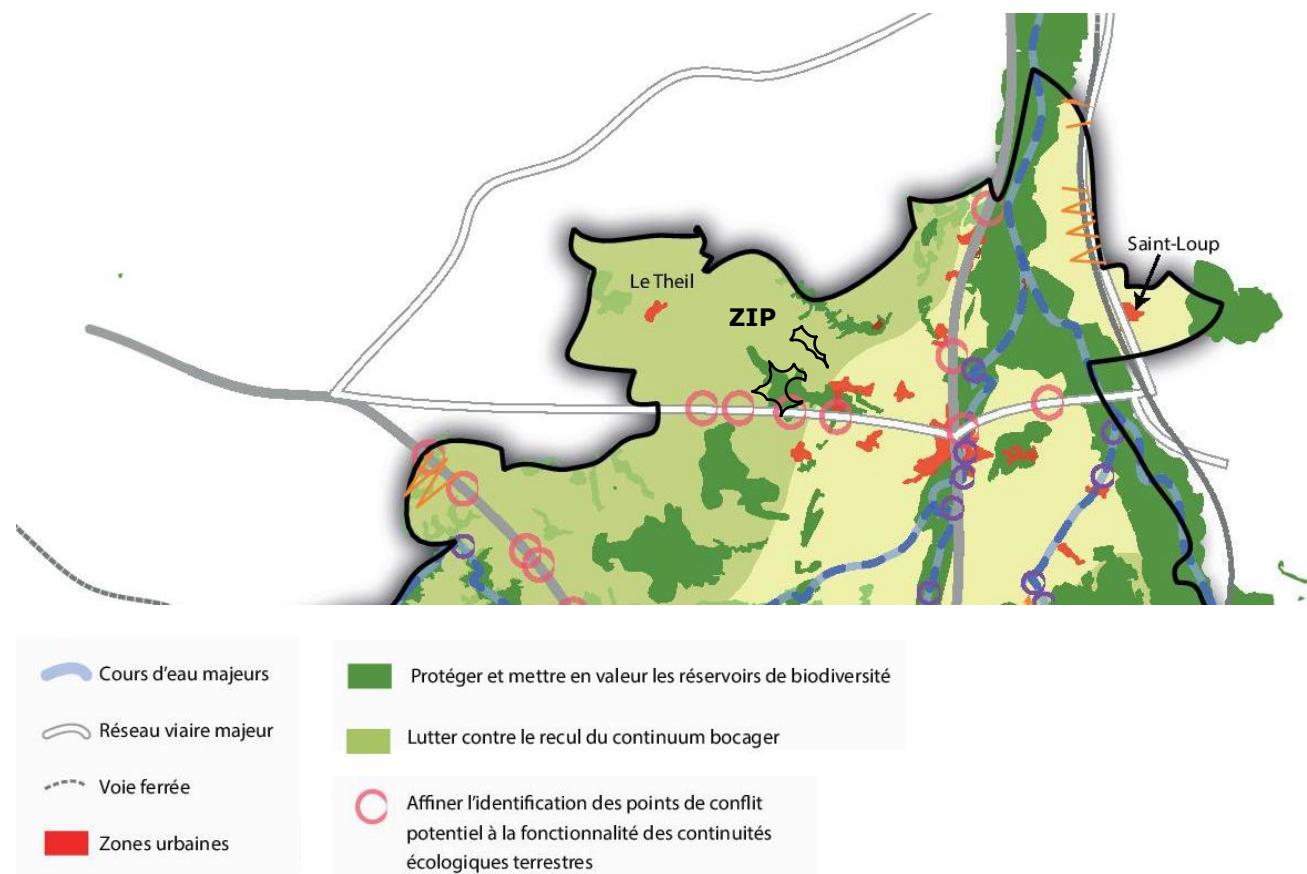 Saint-Loup
Le Theil
ZIP
Cours d'eau majeurs
Réseau viaire majeur
Voie ferrée
Zones urbaines
Protéger et mettre en valeur les réservoirs de biodiversité
Lutter contre le recul du continuum bocager
Affiner l'identification des points de conflit
potentiel à la fonctionnalité des continuités
écologiques terrestres